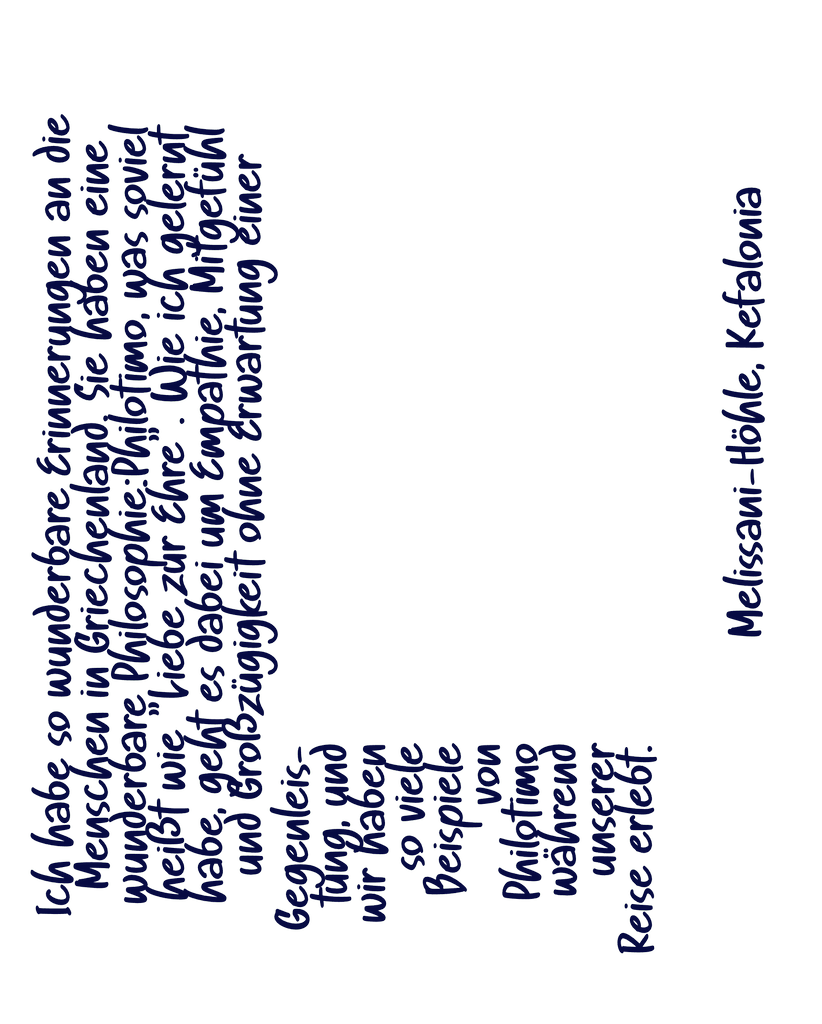 Ich habe so wunderbare Erinnerungen an die
Menschen in Griechenland. Sie haben eine
wunderbare Philosophie:Philotimo, was soviel
heißt wie "Liebe zur Ehre". Wie ich gelernt
habe, geht es dabei um Empathie, Mitgefühl
und Großzügigkeit ohne Erwartung einer
Gegenleis-
tung, und
wir haben
so viele
Beispiele
von
Philotimo
während
unserer
Reise erlebt.
Melissani-Höhle, Kefalonia